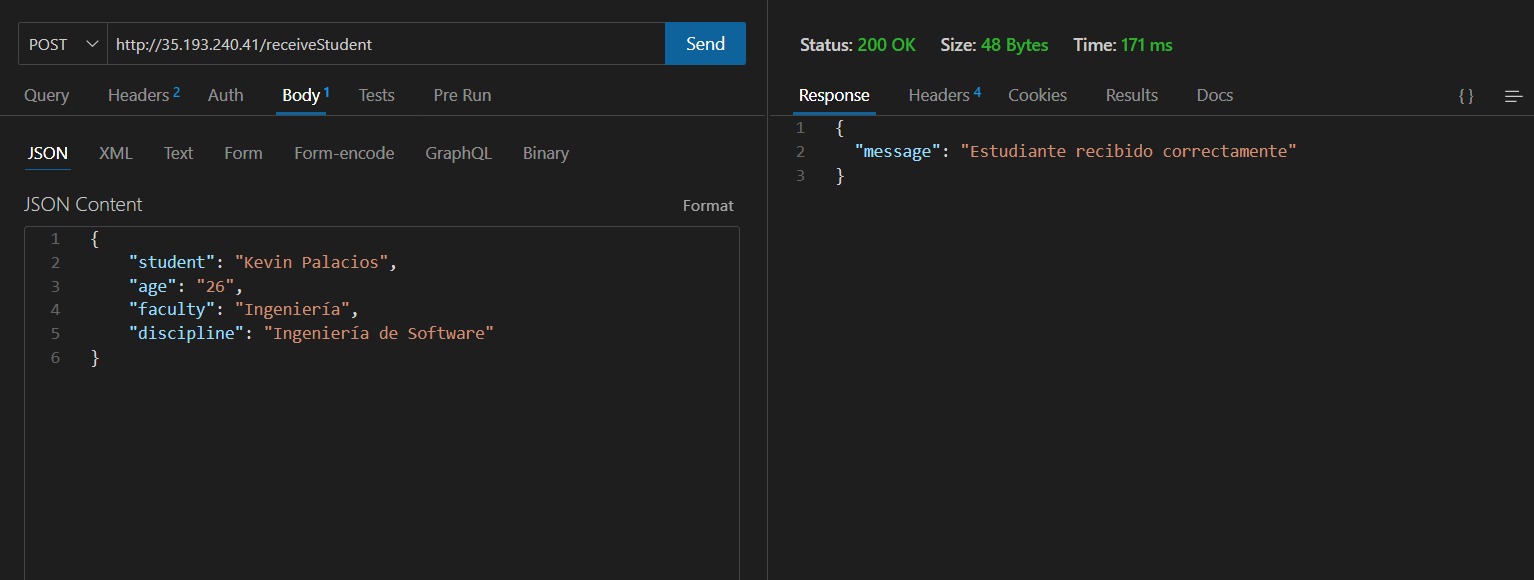 POST http://35.193.240.41/receiveStudent Send
Query Headers 2 Auth Body 1 Tests Pre Run
JSON XML Text Form Form-encode GraphQL Binary
JSON Content Format
1 {
2 "student": "Kevin Palacios",
3 "age": "26",
4 "faculty": "Ingeniería",
5 "discipline": "Ingeniería de Software"
6 }
Status: 200 OK Size: 48 Bytes Time: 171 ms
Response Headers 4 Cookies Results Docs { }
1 {
2 "message": "Estudiante recibido correctamente"
3 }